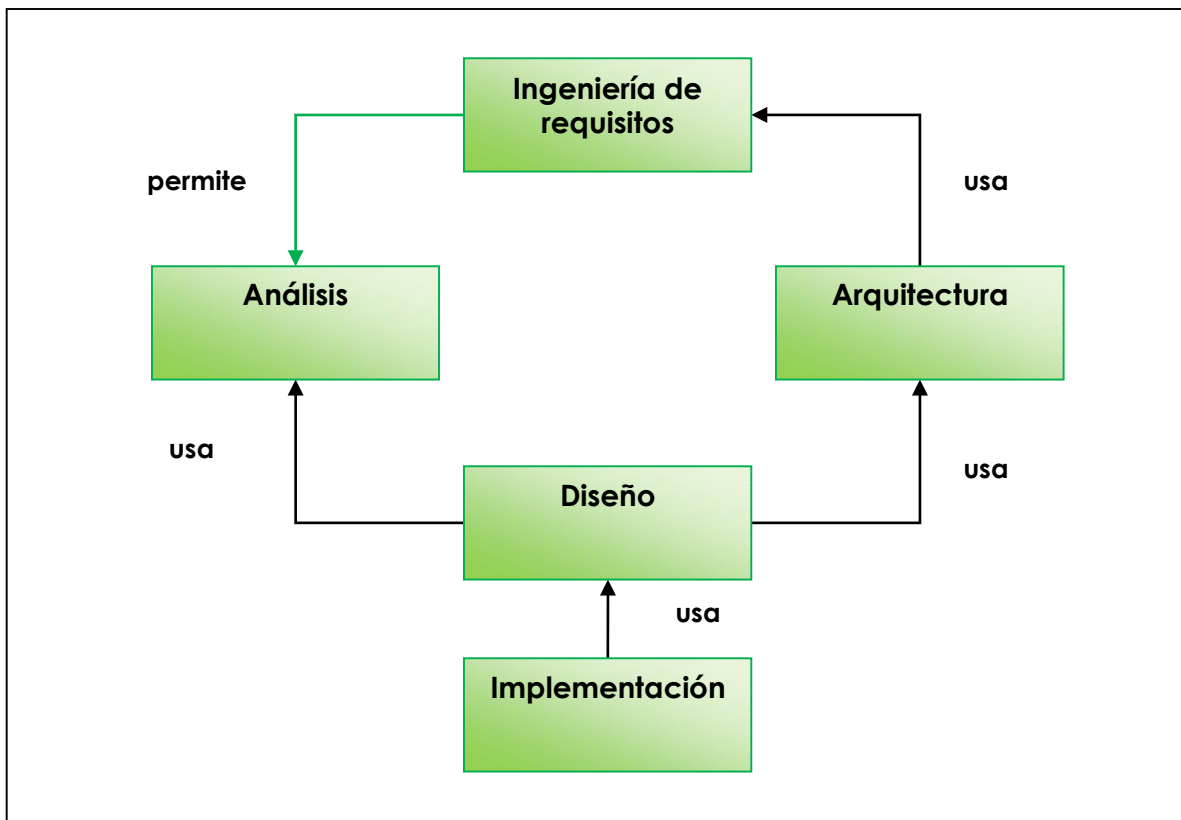 Ingeniería de
requisitos
permite
usa
Análisis
Arquitectura
usa
usa
Diseño
usa
Implementación